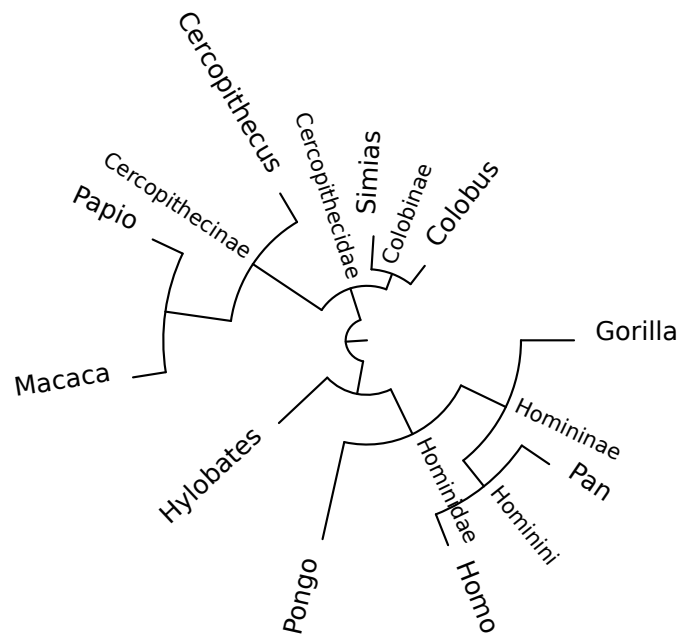 Cercopithecus
Cercopithecidae
Simias
Colobinae
Colobus
Cercopithecinae
Papio
Macaca
Gorilla
Homininae
Pan
Hominini
Hominidae
Hylobates
Pongo
Homo